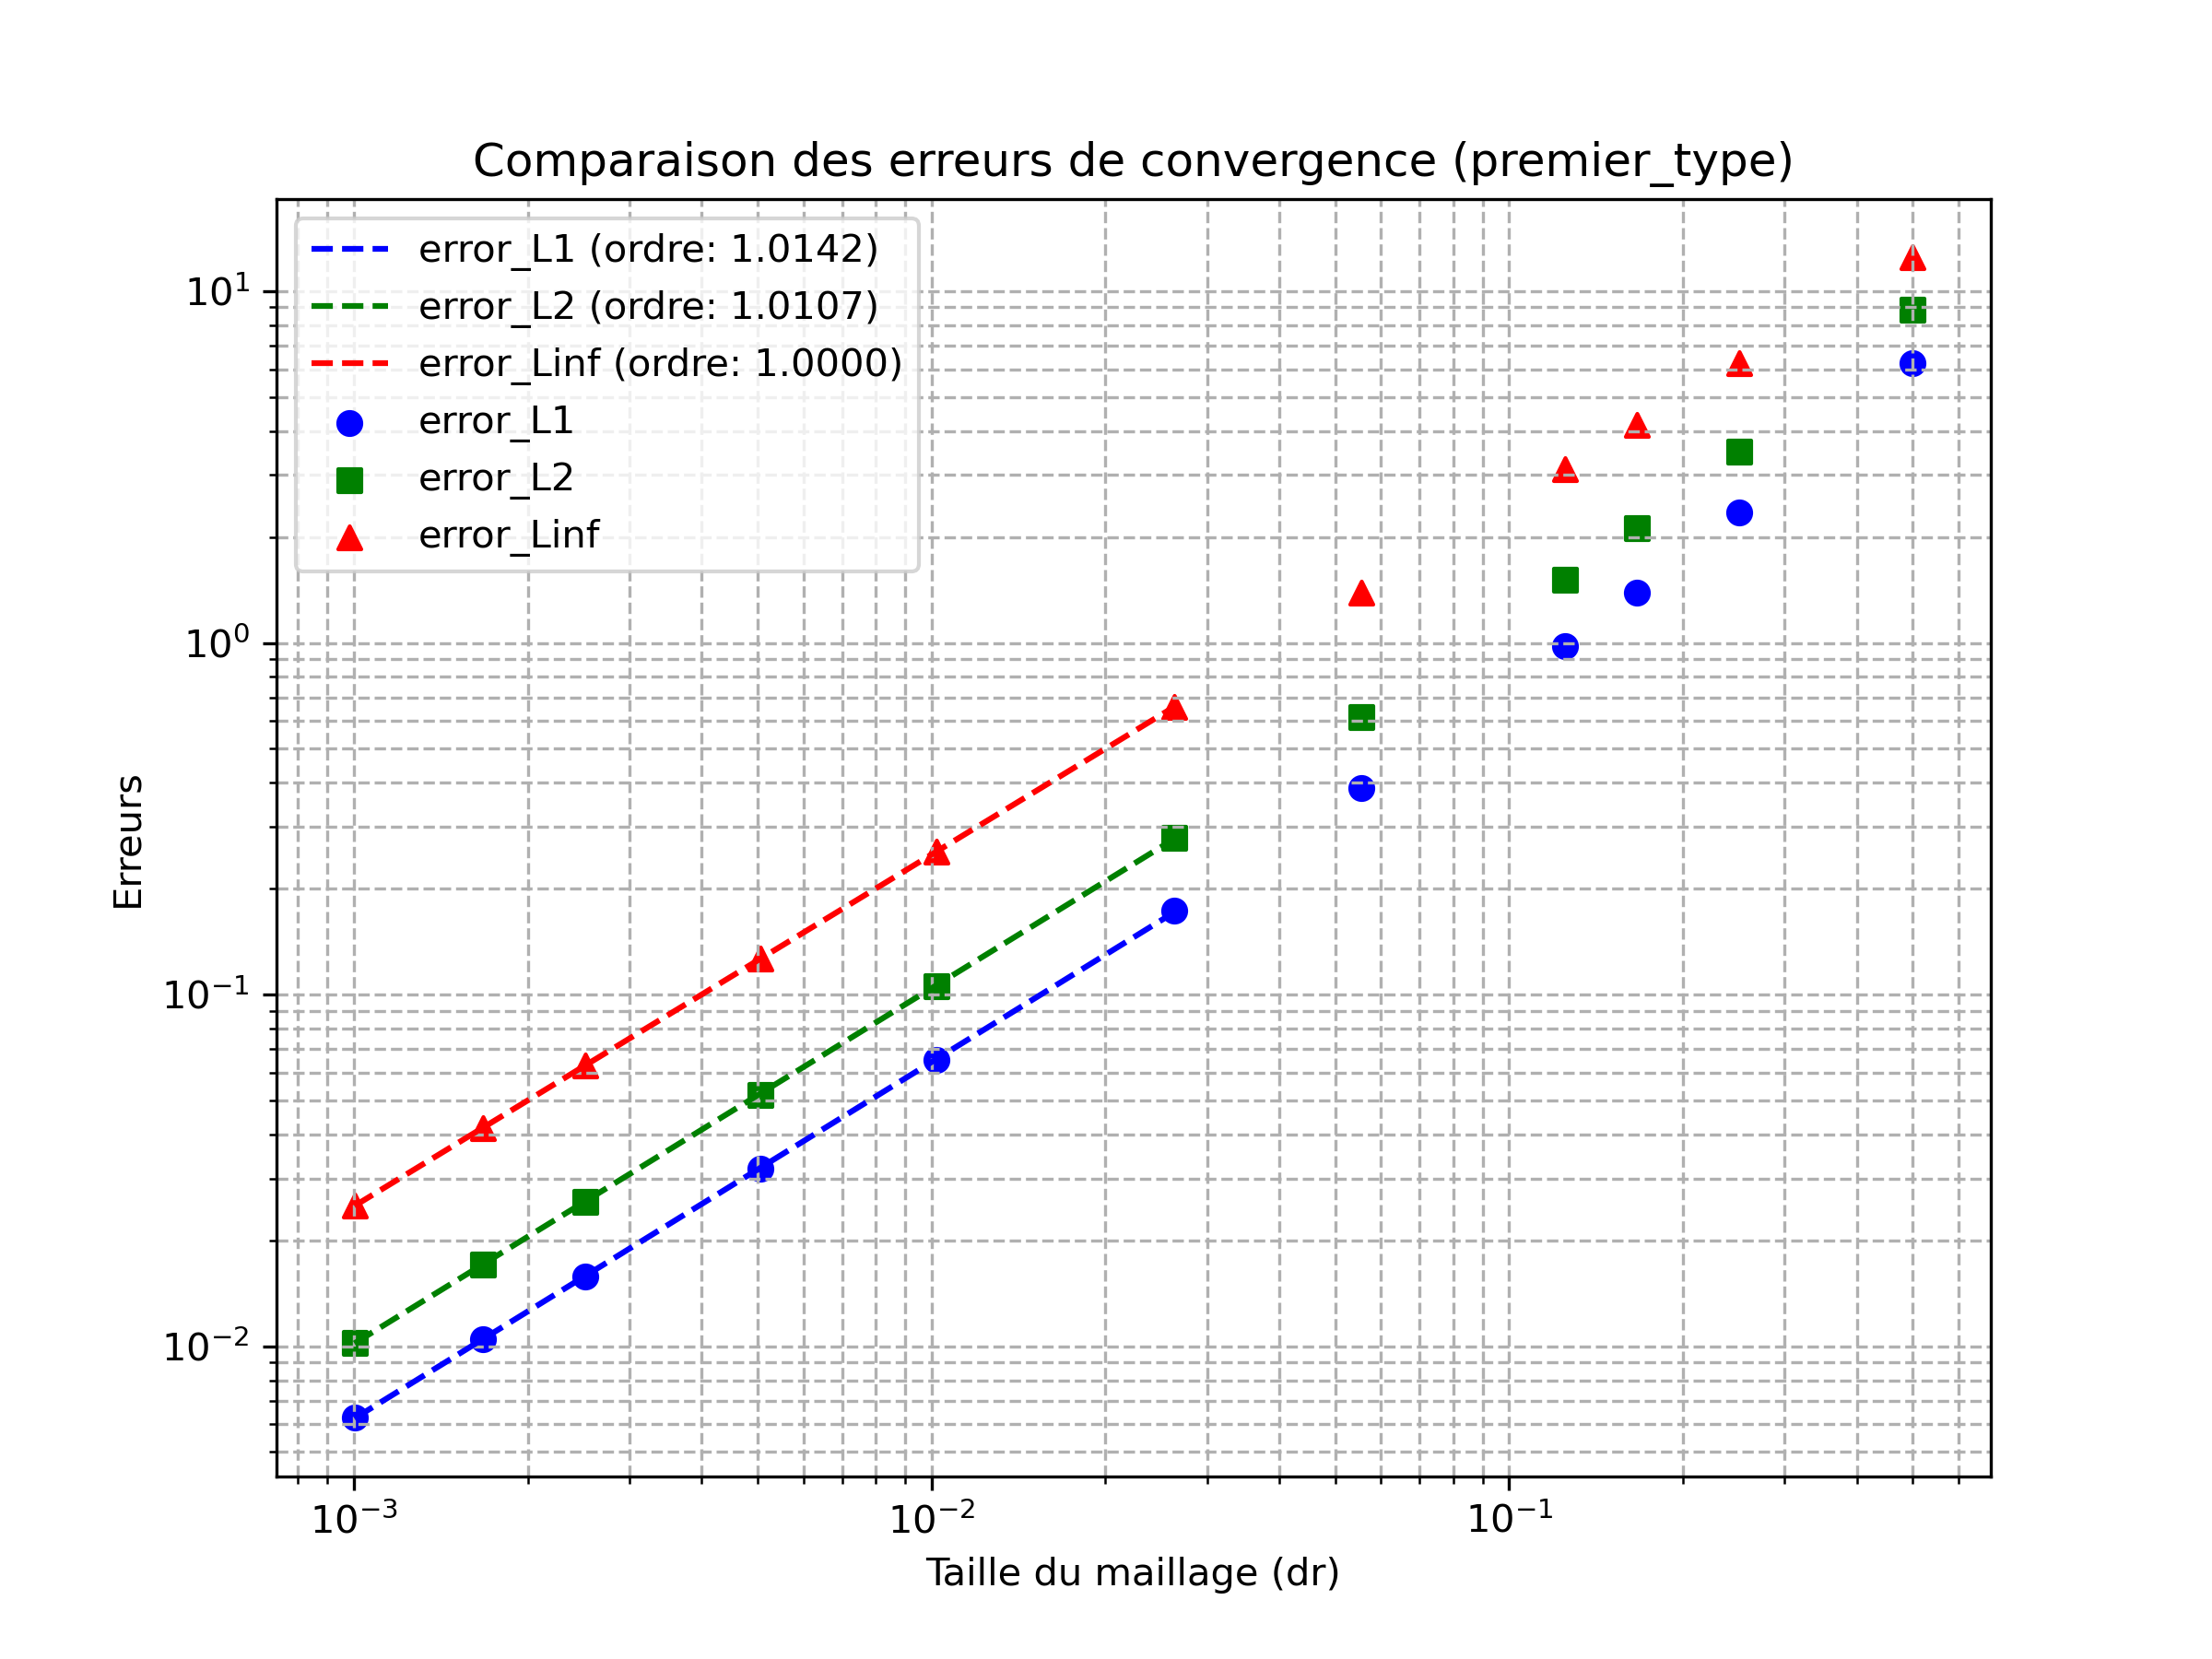 Comparaison des erreurs de convergence (premier_type)
error_L1 (ordre: 1.0142)
error_L2 (ordre: 1.0107)
error_Linf (ordre: 1.0000)
error_L1
error_L2
error_Linf
10¹
10⁰
10⁻¹
10⁻²
Erreurs
10⁻³ 10⁻² 10⁻¹
Taille du maillage (dr)